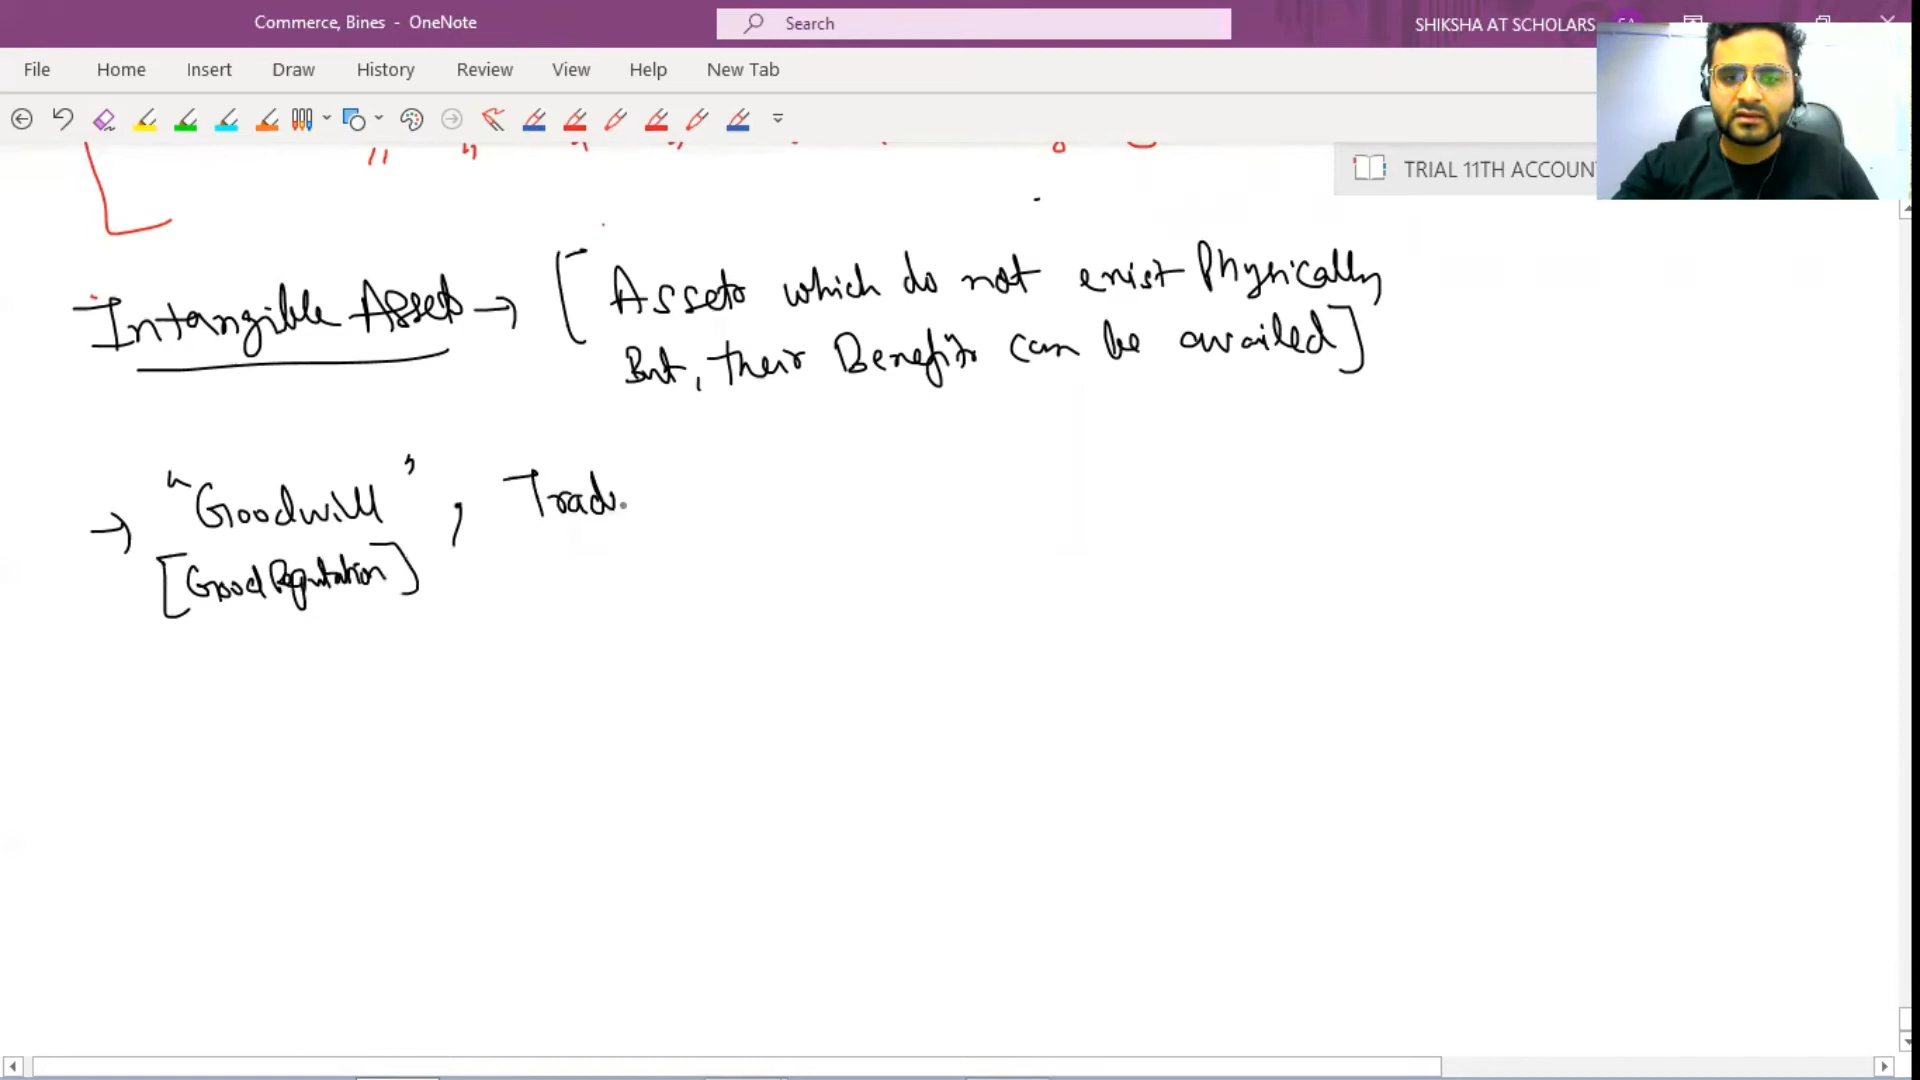 Commerce, Bines - OneNote
Search
SHIKSHA AT SCHOLARS
File Home Insert Draw History Review View Help New Tab
TRIAL 11TH ACCOUN
Intangible Assets → [Assets which do not exist Physically
But, their Benefits can be availed]
→ "Goodwill", Trade
[Good Reputation]